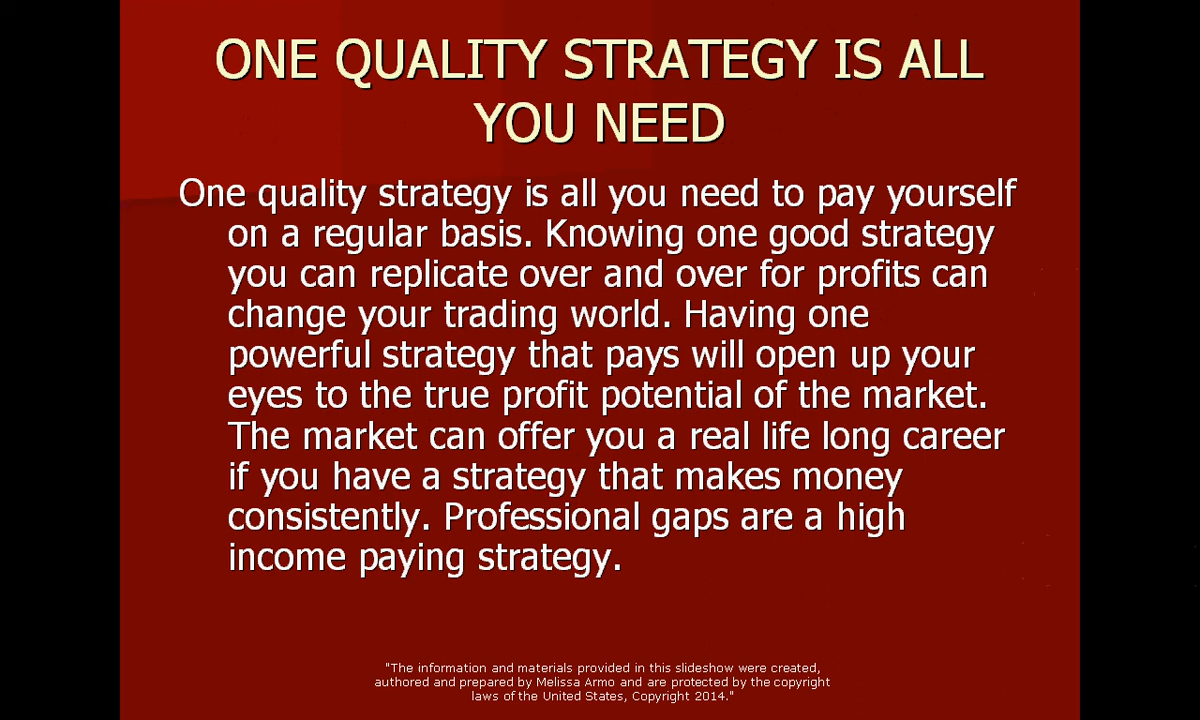 ONE QUALITY STRATEGY IS ALL
YOU NEED
One quality strategy is all you need to pay yourself
on a regular basis. Knowing one good strategy
you can replicate over and over for profits can
change your trading world. Having one
powerful strategy that pays will open up your
eyes to the true profit potential of the market.
The market can offer you a real life long career
if you have a strategy that makes money
consistently. Professional gaps are a high
income paying strategy.
"The information and materials provided in this slideshow were created,
authored and prepared by Melissa Armo and are protected by the copyright
laws of the United States, Copyright 2014."